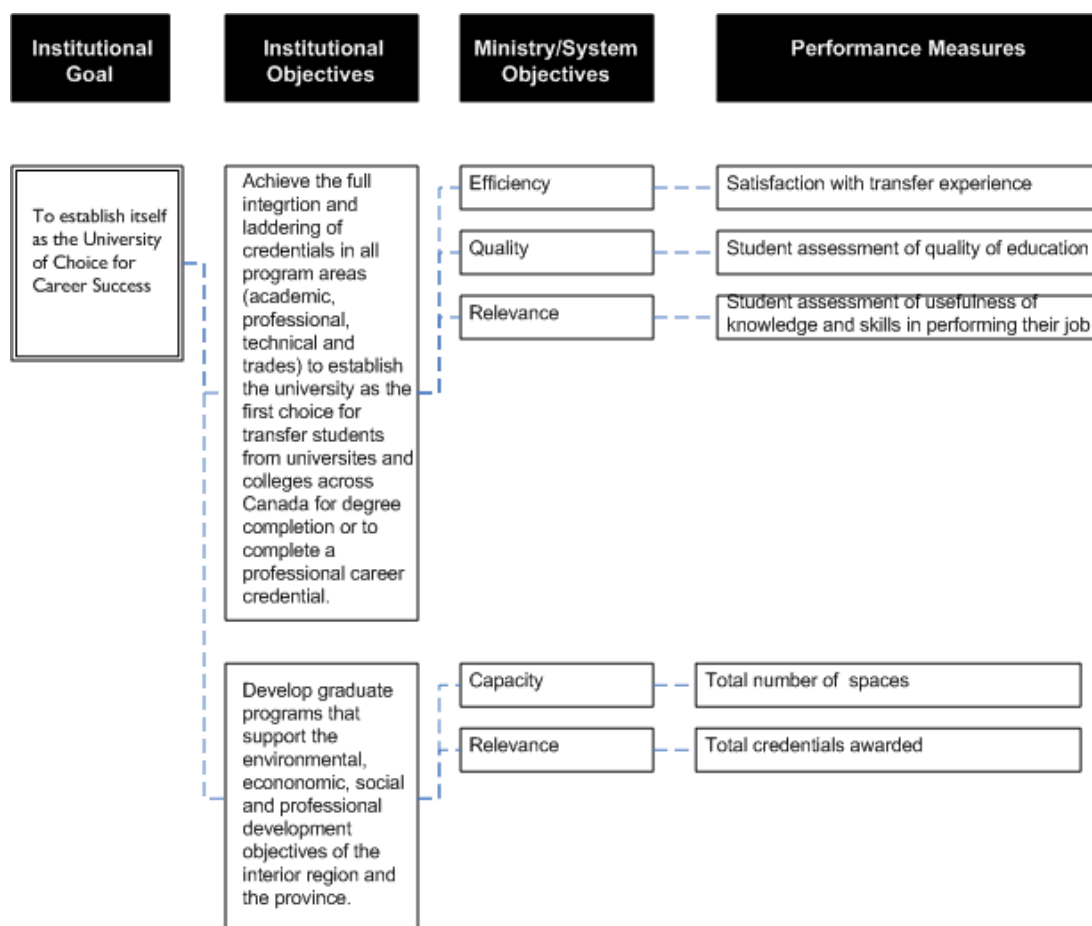 Institutional
Goal
Institutional
Objectives
Ministry/System
Objectives
Performance Measures
To establish itself
as the University
of Choice for
Career Success
Achieve the full
integrtion and
laddering of
credentials in all
program areas
(academic,
professional,
technical and
trades) to establish
the university as the
first choice for
transfer students
from universites and
colleges across
Canada for degree
completion or to
complete a
professional career
credential.
Efficiency
Satisfaction with transfer experience
Quality
Student assessment of quality of education
Relevance
Student assessment of usefulness of
knowledge and skills in performing their job
Develop graduate
programs that
support the
environmental,
econonomic, social
and professional
development
objectives of the
interior region and
the province.
Capacity
Total number of spaces
Relevance
Total credentials awarded